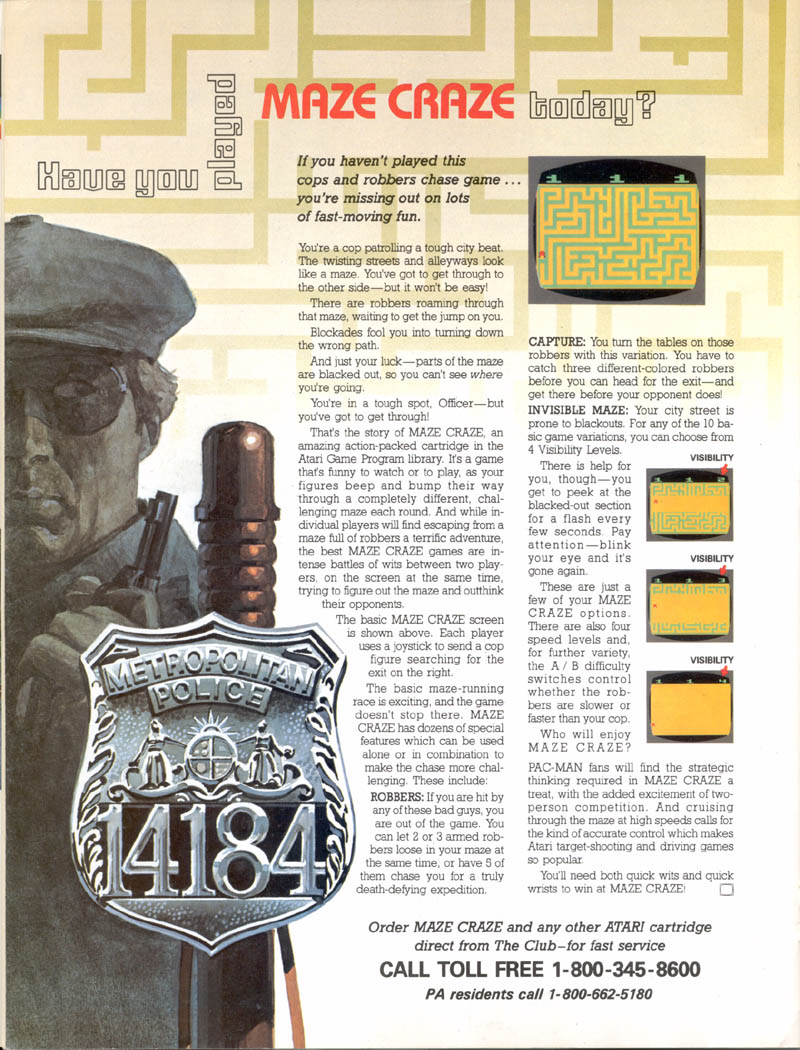 Have you
played
MAZE CRAZE today?
If you haven't played this
cops and robbers chase game ...
you're missing out on lots
of fast-moving fun.
You're a cop patrolling a tough city beat.
The twisting streets and alleyways look
like a maze. You've got to get through to
the other side—but it won't be easy!
There are robbers roaming through
that maze, waiting to get the jump on you.
Blockades fool you into turning down
the wrong path.
And just your luck—parts of the maze
are blacked out, so you can't see where
you're going.
You're in a tough spot, Officer—but
you've got to get through!
That's the story of MAZE CRAZE, an
amazing action-packed cartridge in the
Atari Game Program library. It's a game
that's funny to watch or to play, as your
figures beep and bump their way
through a completely different, chal-
lenging maze each round. And while in-
dividual players will find escaping from a
maze full of robbers a terrific adventure,
the best MAZE CRAZE games are in-
tense battles of wits between two play-
ers, on the screen at the same time,
trying to figure out the maze and outthink
their opponents.
The basic MAZE CRAZE screen
is shown above. Each player
uses a joystick to send a cop
figure searching for the
exit on the right.
The basic maze-running
race is exciting, and the game
doesn't stop there. MAZE
CRAZE has dozens of special
features which can be used
alone or in combination to
make the chase more chal-
lenging. These include:
ROBBERS: If you are hit by
any of these bad guys, you
are out of the game. You
can let 2 or 3 armed rob-
bers loose in your maze at
the same time, or have 5 of
them chase you for a truly
death-defying expedition.
1 1 1
CAPTURE: You turn the tables on those
robbers with this variation. You have to
catch three different-colored robbers
before you can head for the exit—and
get there before your opponent does!
INVISIBLE MAZE: Your city street is
prone to blackouts. For any of the 10 ba-
sic game variations, you can choose from
4 Visibility Levels.
There is help for
you, though—you
get to peek at the
blacked-out section
for a flash every
few seconds. Pay
attention—blink
your eye and it's
gone again.
These are just a
few of your MAZE
CRAZE options.
There are also four
speed levels and,
for further variety,
the A / B difficulty
switches control
whether the rob-
bers are slower or
faster than your cop.
Who will enjoy
MAZE CRAZE?
PAC-MAN fans will find the strategic
thinking required in MAZE CRAZE a
treat, with the added excitement of two-
person competition. And cruising
through the maze at high speeds calls for
the kind of accurate control which makes
Atari target-shooting and driving games
so popular.
You'll need both quick wits and quick
wrists to win at MAZE CRAZE!
VISIBILITY
1 1 2
VISIBILITY
1 1 3
VISIBILITY
METROPOLITAN
POLICE
14184
Order MAZE CRAZE and any other ATARI cartridge
direct from The Club–for fast service
CALL TOLL FREE 1-800-345-8600
PA residents call 1-800-662-5180